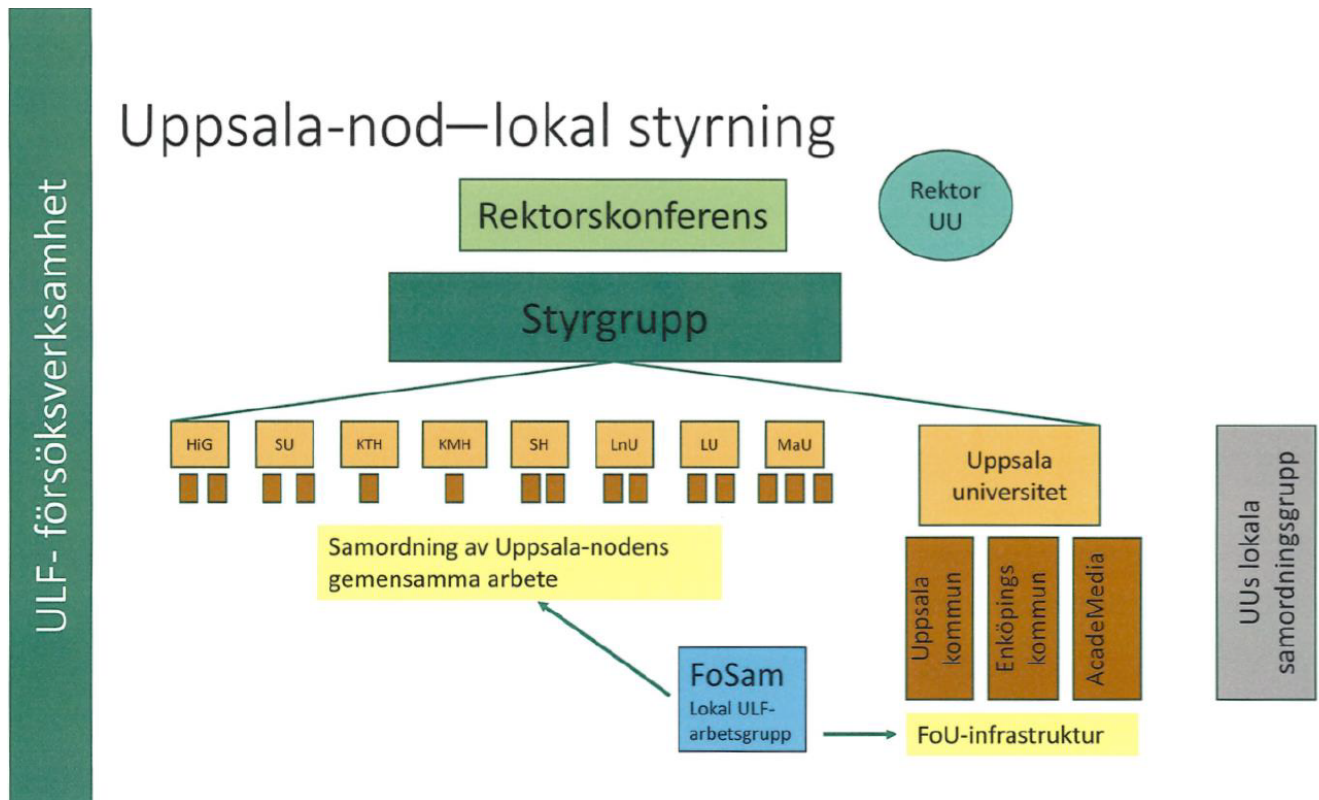 ULF- försöksverksamhet
Uppsala-nod—lokal styrning
Rektorskonferens
Rektor
UU
Styrgrupp
HiG
SU
KTH
KMH
SH
LnU
LU
MaU
Uppsala
universitet
Samordning av Uppsala-nodens
gemensamma arbete
Uppsala
kommun
Enköpings
kommun
AcadeMedia
UUs lokala
samordningsgrupp
FoSam
Lokal ULF-
arbetsgrupp
FoU-infrastruktur